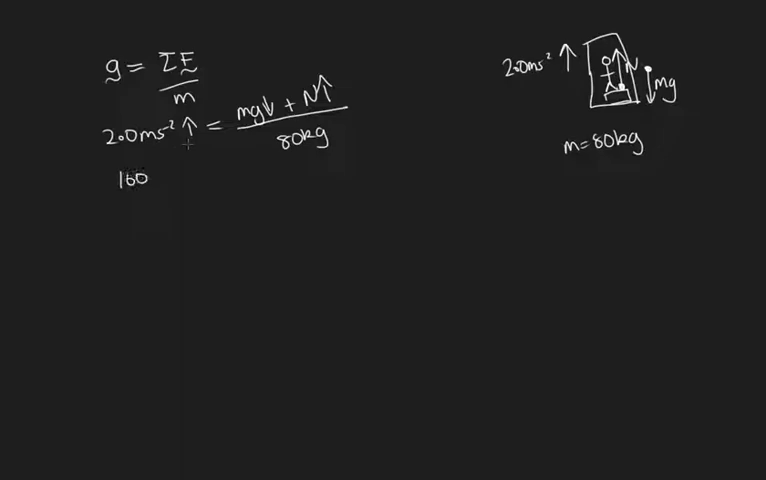 a = ΣF
m
2.0ms⁻² ↑ = mg↓ + N↑
80kg
160
2.0ms⁻² ↑
N
mg
m=80kg